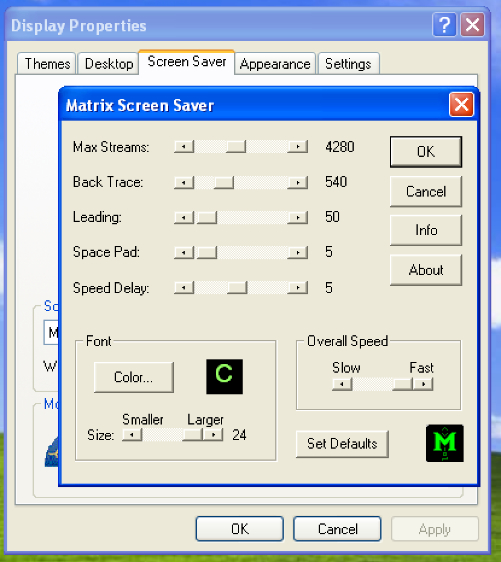 Display Properties
Themes Desktop Screen Saver Appearance Settings
Matrix Screen Saver
Max Streams: 4280
OK
Back Trace: 540
Cancel
Leading: 50
Info
Space Pad: 5
About
Speed Delay: 5
Font
Color...
C
Smaller Larger
Size: 24
Overall Speed
Slow Fast
Set Defaults
M
OK Cancel Apply